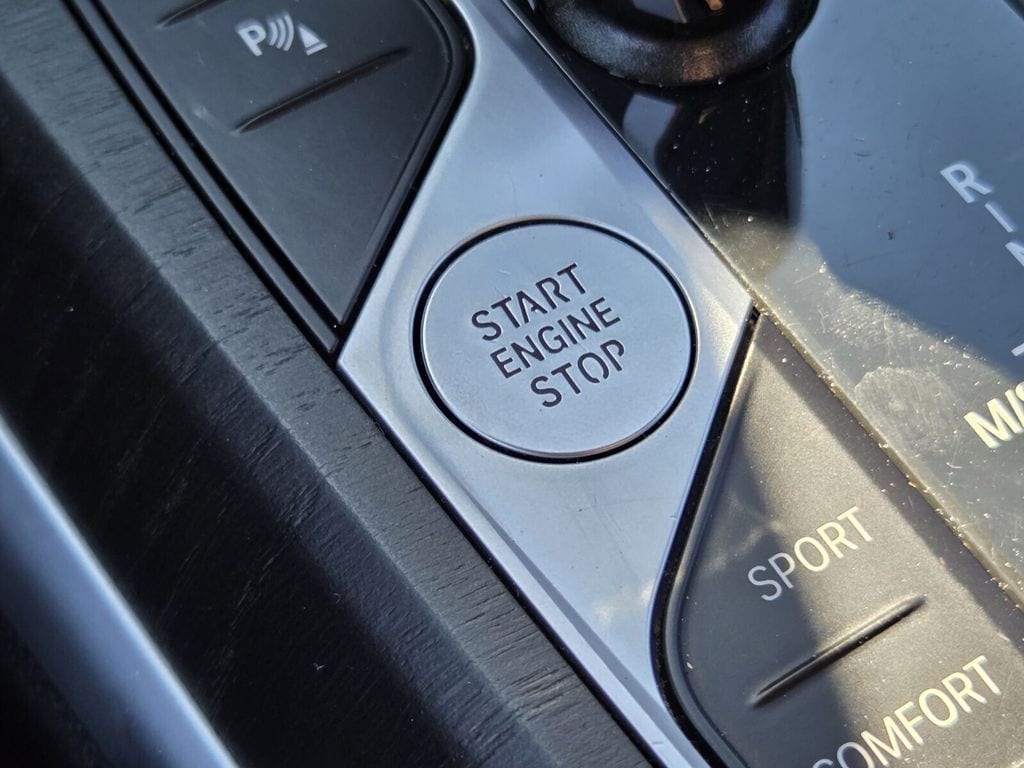 P
START
ENGINE
STOP
R
N
M/S
SPORT
COMFORT